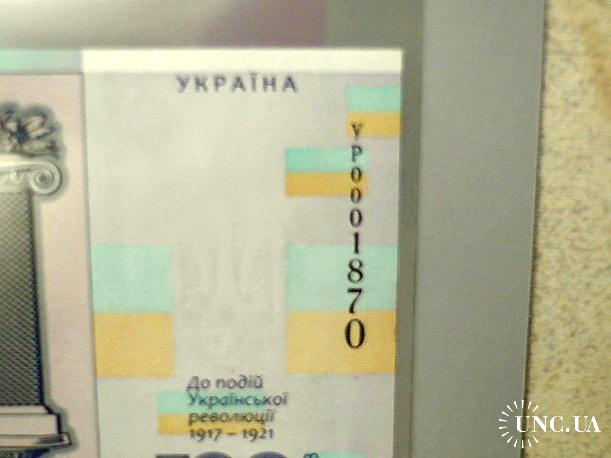 УКРАЇНА
УР0001870
До подій
Української
революції
1917 – 1921
UNC.UA